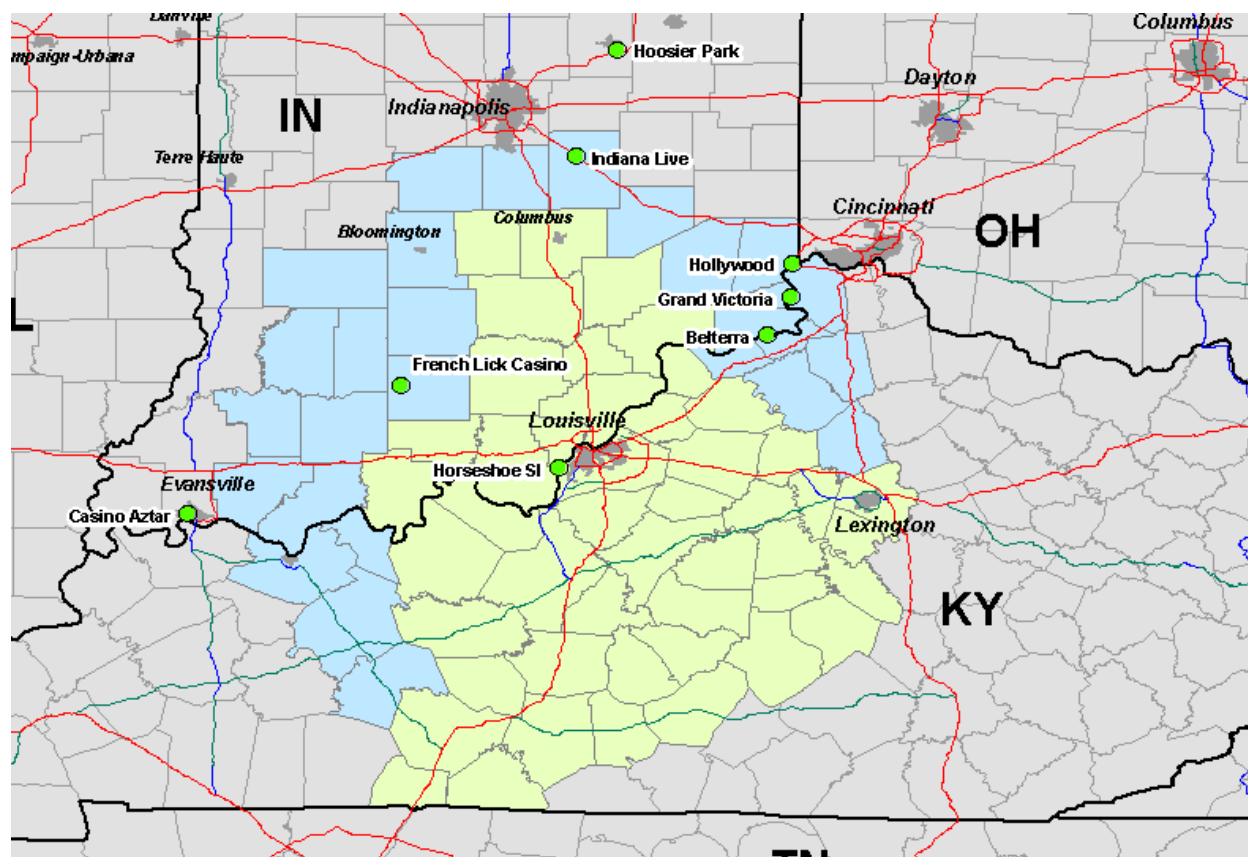 Danville
Columbus
mpaign-Urbana
Hoosier Park
Dayton
Indianapolis
IN
Terre Haute
Indiana Live
Cincinnati
Columbus
Bloomington
OH
Hollywood
Grand Victoria
L
Belterra
French Lick Casino
Louisville
Horseshoe SI
Evansville
Casino Aztar
Lexington
KY
TN